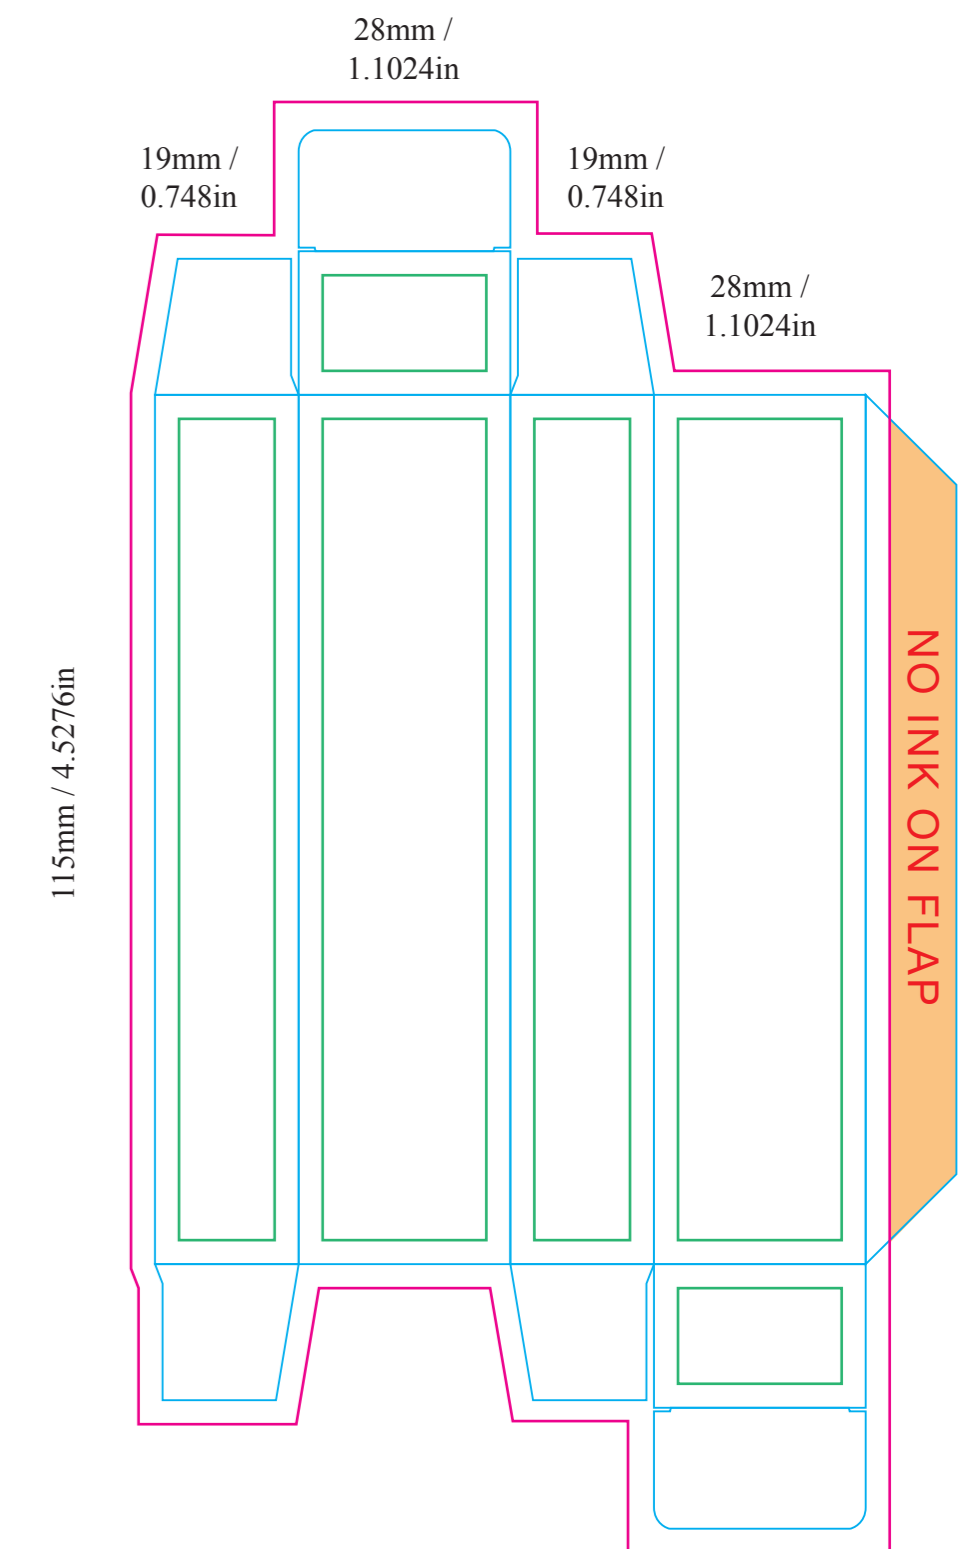 28mm /
1.1024in
19mm /
0.748in
19mm /
0.748in
28mm /
1.1024in
115mm / 4.5276in
NO INK ON FLAP